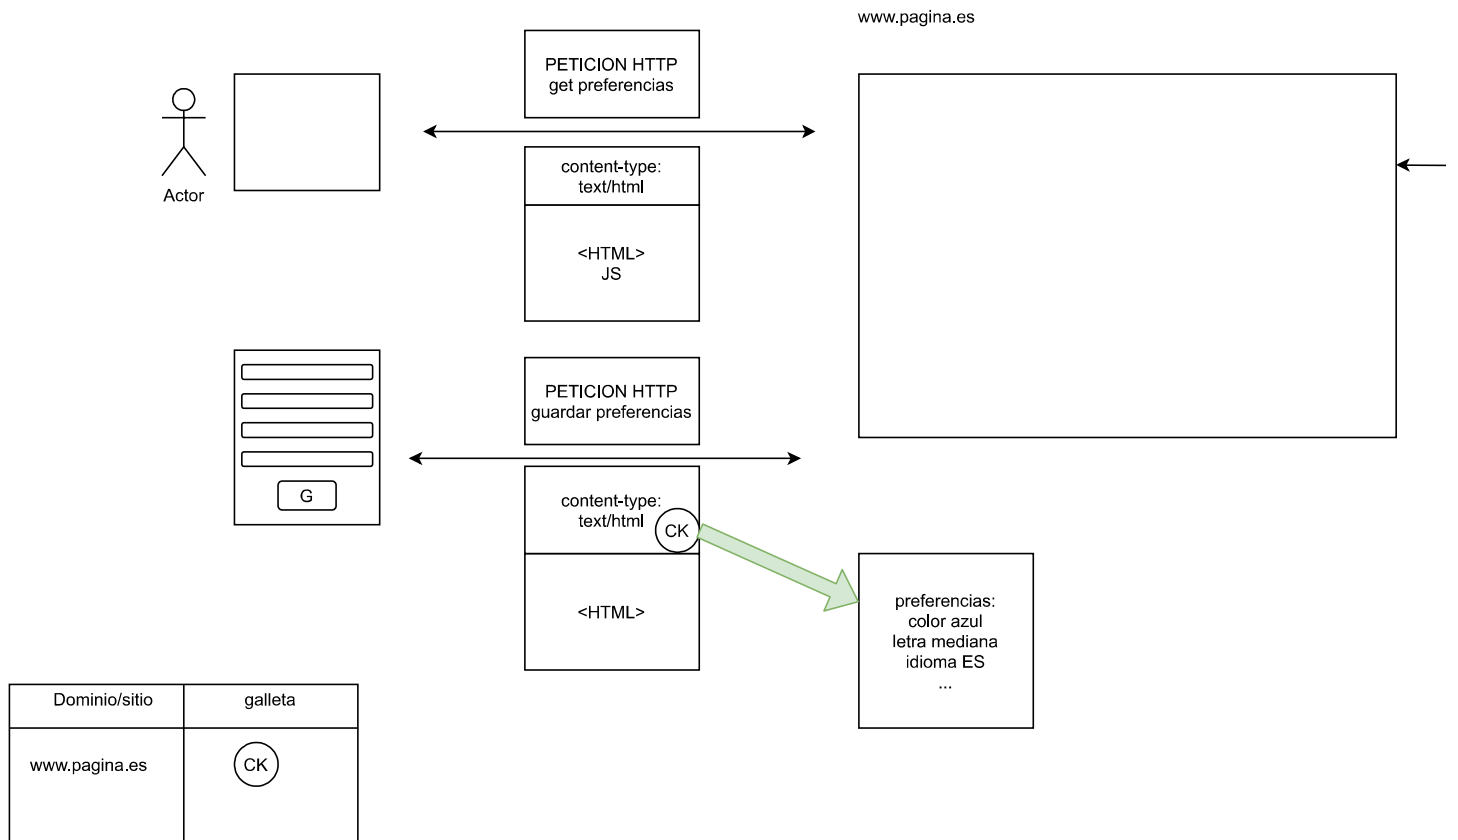 www.pagina.es
PETICION HTTP
get preferencias
Actor
content-type:
text/html
<HTML>
JS
PETICION HTTP
guardar preferencias
G
content-type:
text/html
CK
<HTML>
preferencias:
color azul
letra mediana
idioma ES
...
Dominio/sitio
galleta
www.pagina.es
CK